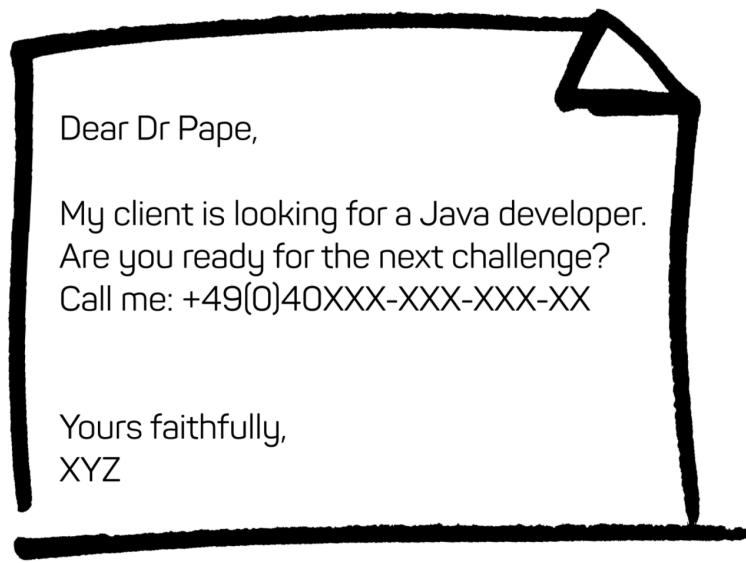 Dear Dr Pape,
My client is looking for a Java developer.
Are you ready for the next challenge?
Call me: +49(0)40XXX-XXX-XXX-XX
Yours faithfully,
XYZ